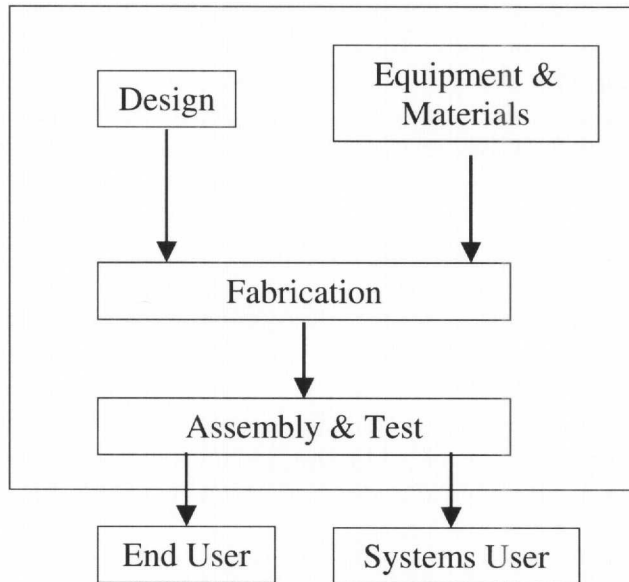 Design
Equipment &
Materials
Fabrication
Assembly & Test
End User
Systems User